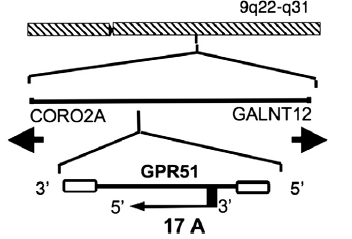 9q22-q31
CORO2A GALNT12
GPR51
3’ 5’
5’ 3’
17 A